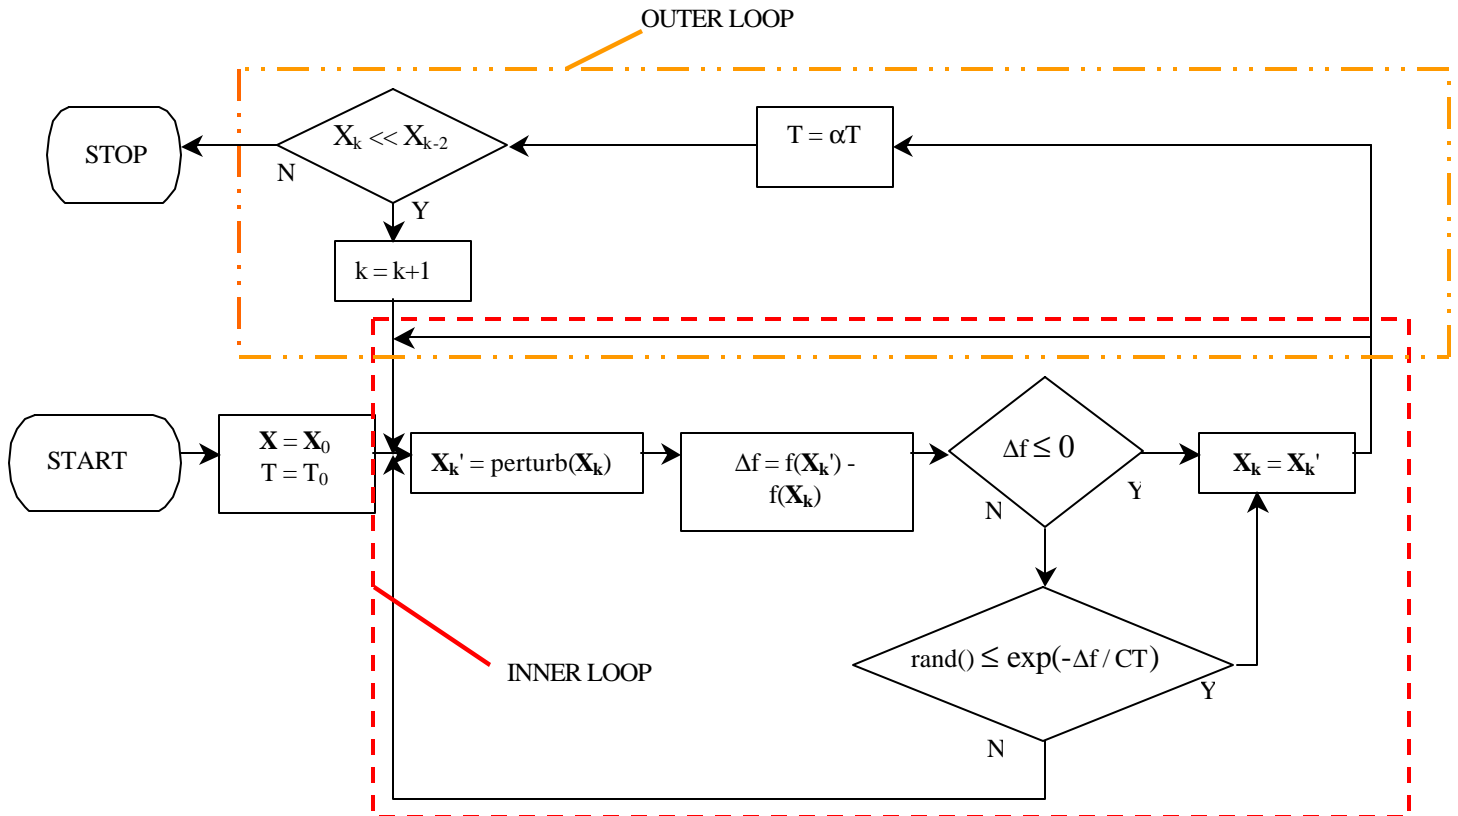 OUTER LOOP
STOP
Xk << Xk-2
N
Y
T = αT
k = k+1
START
X = X0
T = T0
Xk' = perturb(Xk)
Δf = f(Xk') -
f(Xk)
Δf ≤ 0
N
Y
Xk = Xk'
rand() ≤ exp(-Δf / CT)
Y
N
INNER LOOP